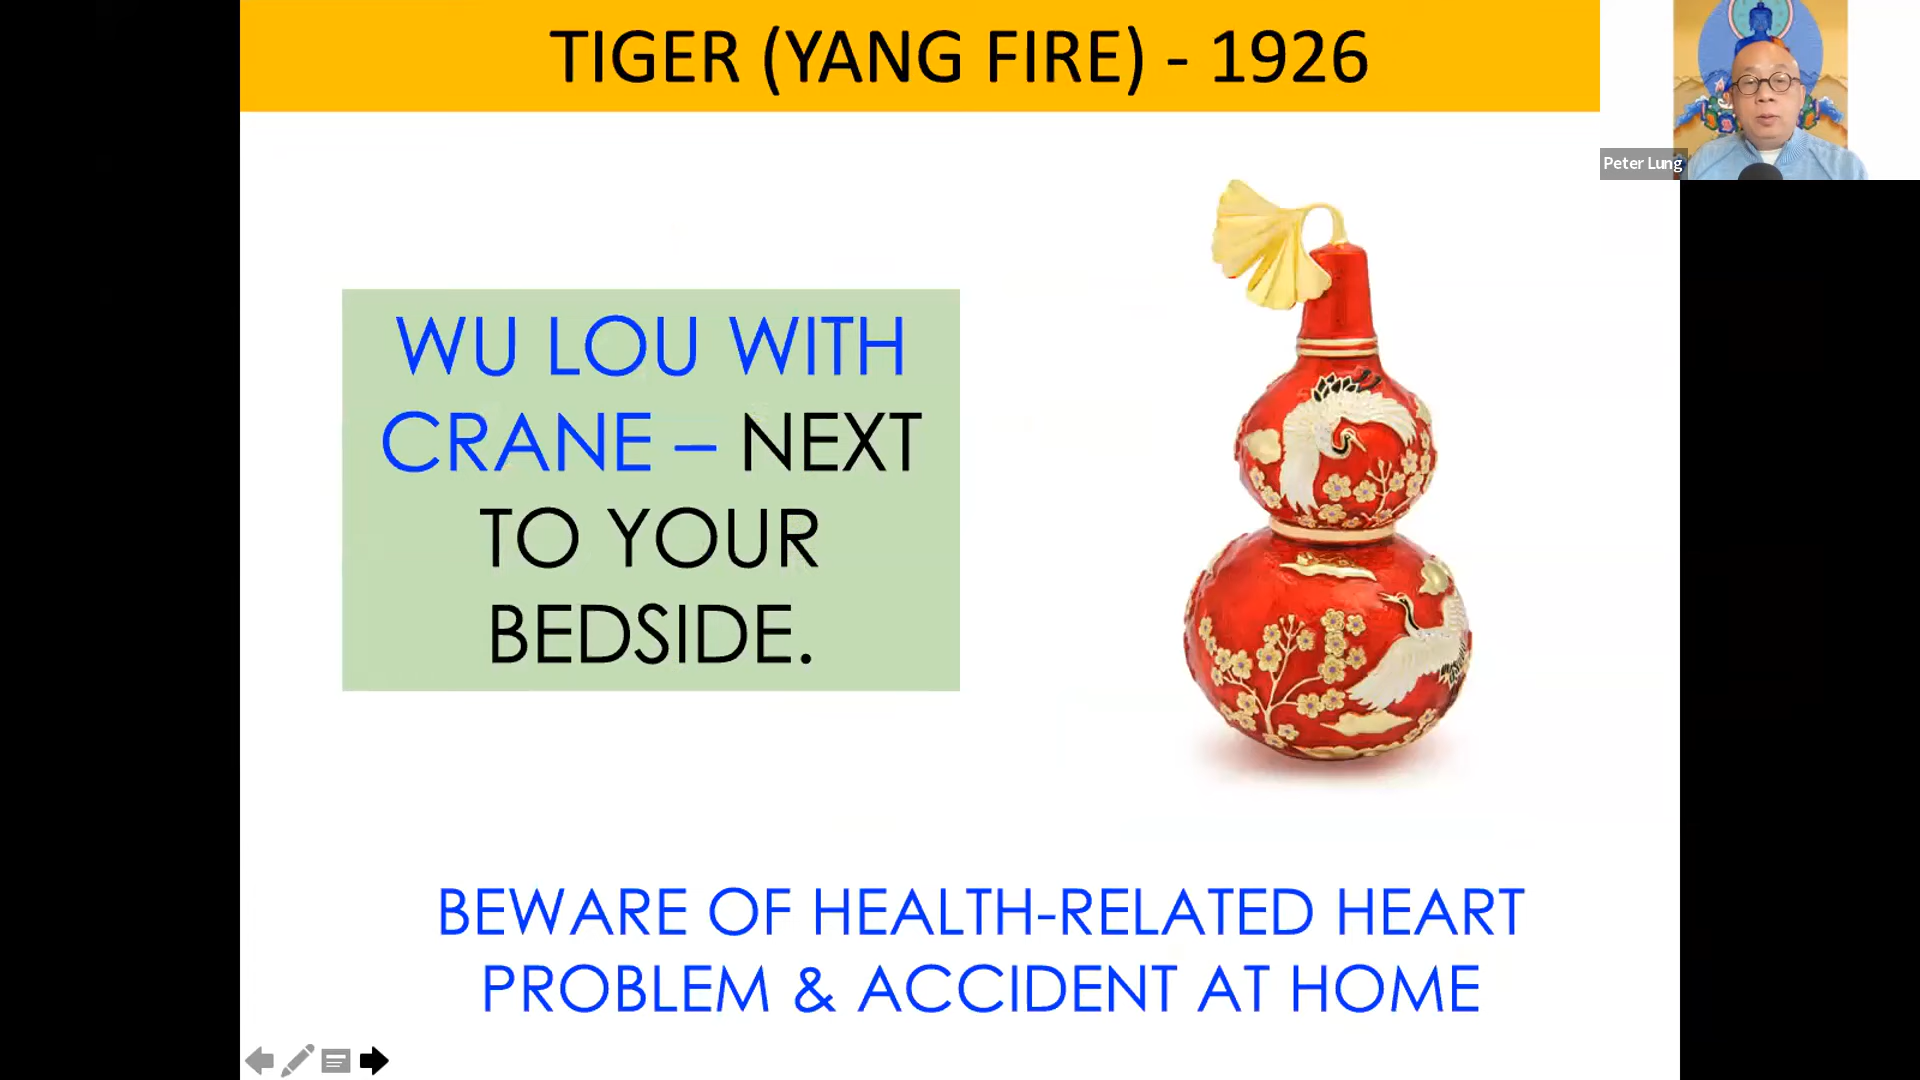 TIGER (YANG FIRE) - 1926
Peter Lung
WU LOU WITH
CRANE – NEXT
TO YOUR
BEDSIDE.
BEWARE OF HEALTH-RELATED HEART
PROBLEM & ACCIDENT AT HOME